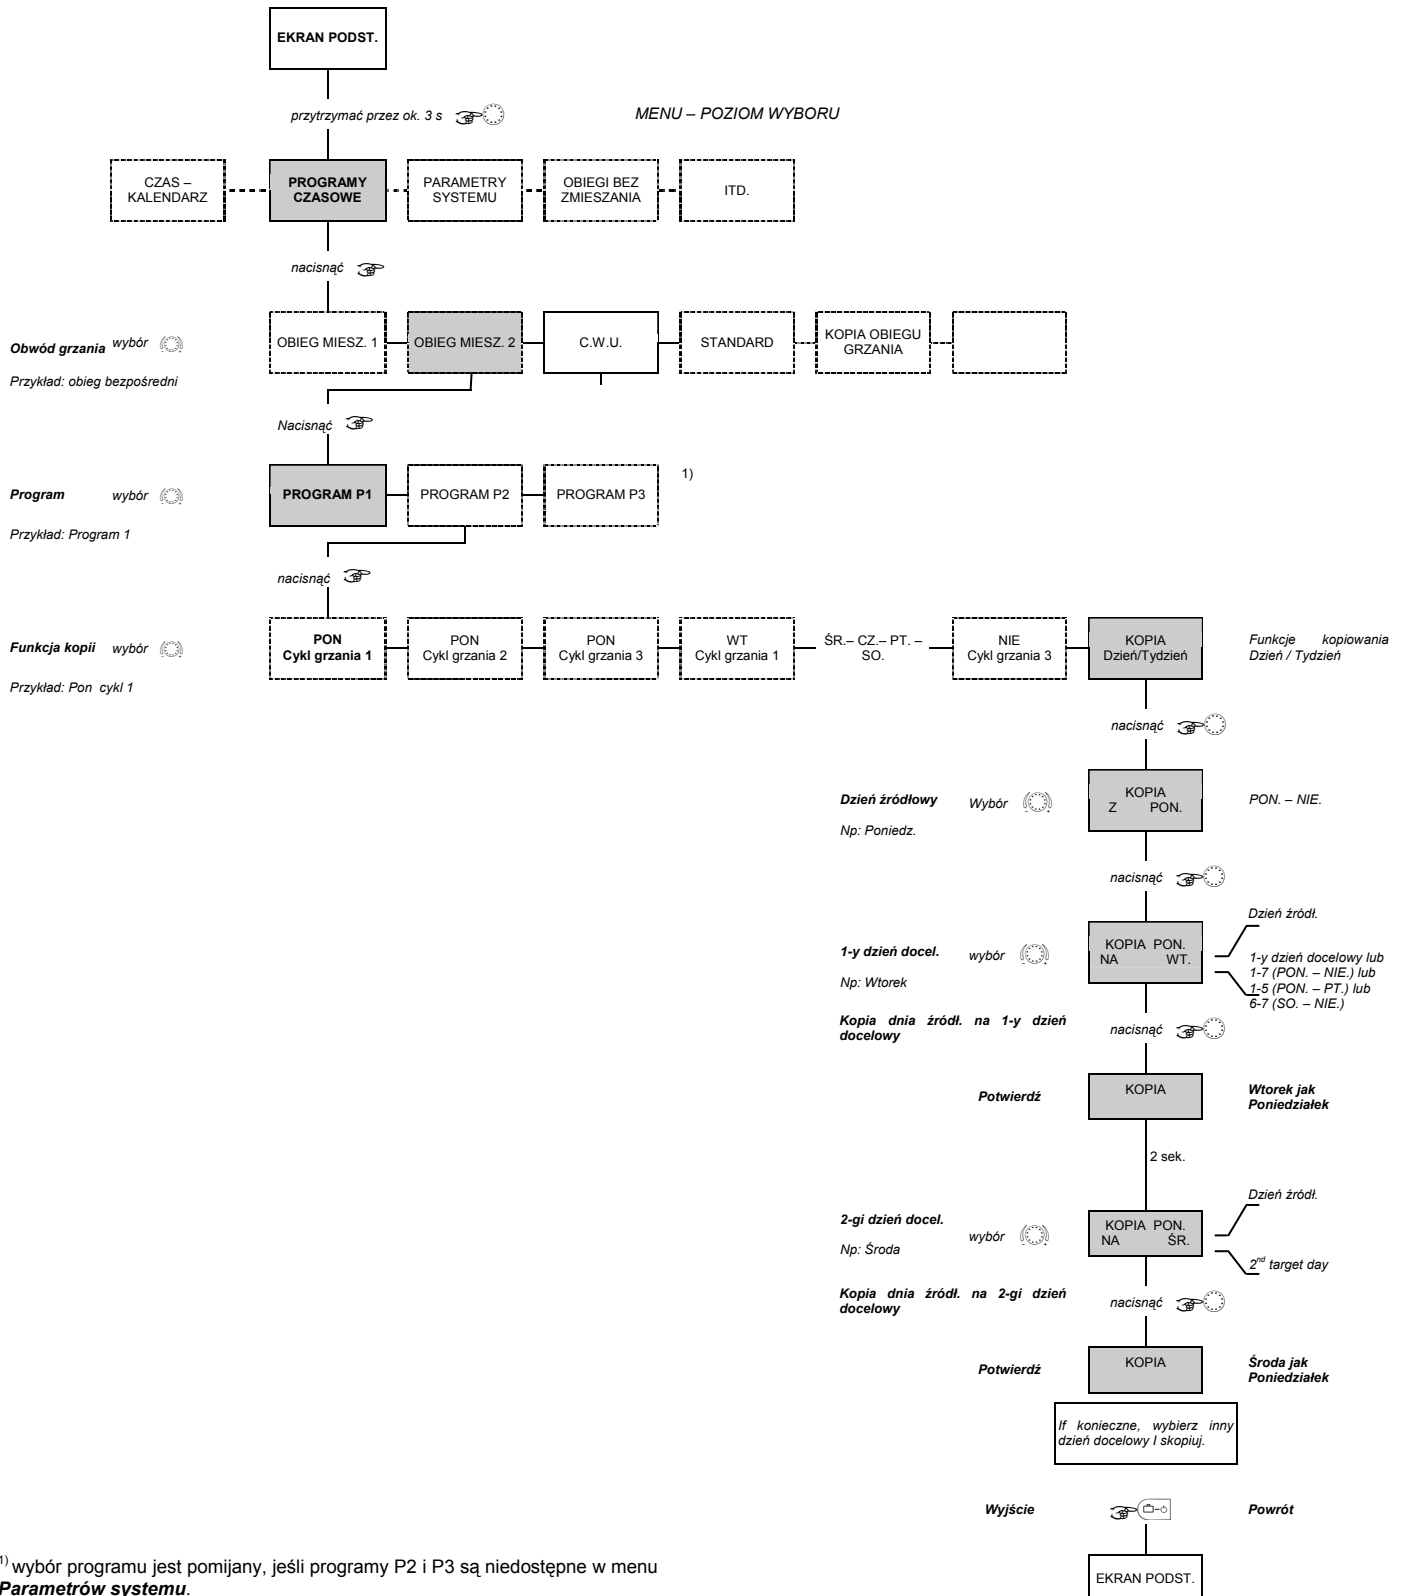 EKRAN PODST.
przytrzymać przez ok. 3 s
MENU – POZIOM WYBORU
CZAS –
KALENDARZ
PROGRAMY
CZASOWE
PARAMETRY
SYSTEMU
OBIEGI BEZ
ZMIESZANIA
ITD.
nacisnąć
Obwód grzania wybór
Przykład: obieg bezpośredni
OBIEG MIESZ. 1
OBIEG MIESZ. 2
C.W.U.
STANDARD
KOPIA OBIEGU
GRZANIA
Nacisnąć
Program wybór
Przykład: Program 1
PROGRAM P1
PROGRAM P2
PROGRAM P3
1)
nacisnąć
Funkcja kopii wybór
Przykład: Pon cykl 1
PON
Cykl grzania 1
PON
Cykl grzania 2
PON
Cykl grzania 3
WT
Cykl grzania 1
ŚR.– CZ.– PT. –
SO.
NIE
Cykl grzania 3
KOPIA
Dzień/Tydzień
Funkcje kopiowania
Dzień / Tydzień
nacisnąć
Dzień źródłowy Wybór
Np: Poniedz.
KOPIA
Z PON.
PON. – NIE.
nacisnąć
1-y dzień docel. wybór
Np: Wtorek
KOPIA PON.
NA WT.
Dzień źródł.
1-y dzień docelowy lub
1-7 (PON. – NIE.) lub
1-5 (PON. – PT.) lub
6-7 (SO. – NIE.)
Kopia dnia źródł. na 1-y dzień
docelowy
nacisnąć
Potwierdź
KOPIA
Wtorek jak
Poniedziałek
2 sek.
2-gi dzień docel.
wybór
Np: Środa
KOPIA PON.
NA ŚR.
Dzień źródł.
2nd target day
Kopia dnia źródł. na 2-gi dzień
docelowy
nacisnąć
Potwierdź
KOPIA
Środa jak
Poniedziałek
If konieczne, wybierz inny
dzień docelowy I skopiuj.
Wyjście
Powrót
EKRAN PODST.
1) wybór programu jest pomijany, jeśli programy P2 i P3 są niedostępne w menu
Parametrów systemu.